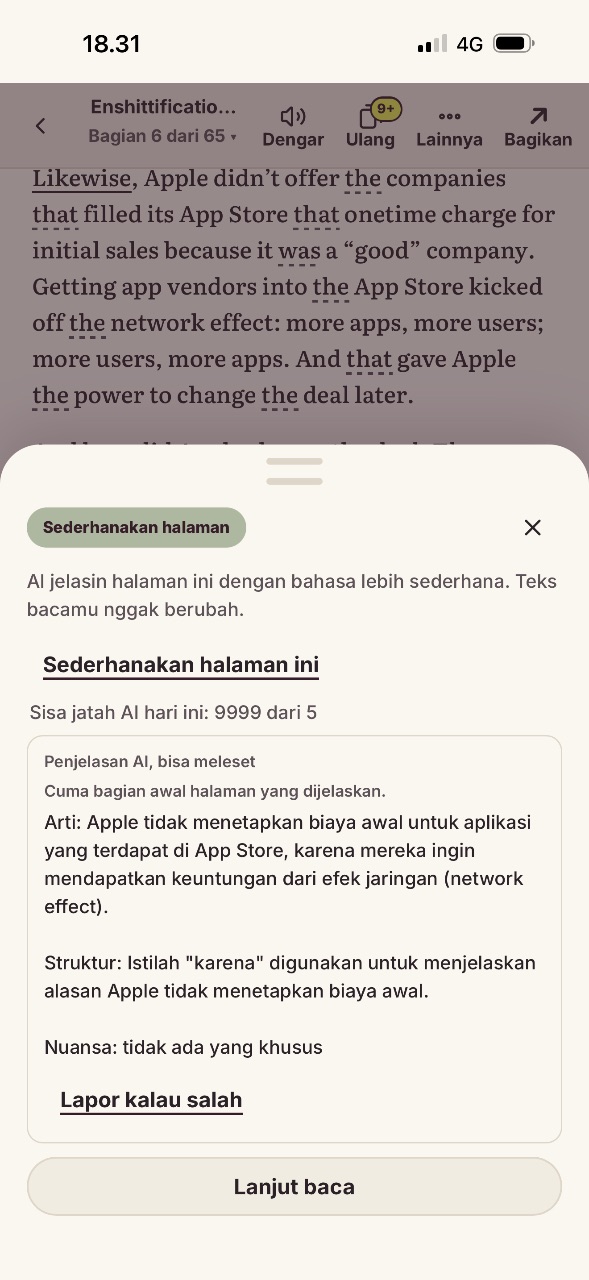 18.31
4G
Enshittificatio...
Bagian 6 dari 65 ▾
Dengar
9+
Ulang
Lainnya
Bagikan
Likewise, Apple didn’t offer the companies
that filled its App Store that onetime charge for
initial sales because it was a “good” company.
Getting app vendors into the App Store kicked
off the network effect: more apps, more users;
more users, more apps. And that gave Apple
the power to change the deal later.
Sederhanakan halaman
AI jelasin halaman ini dengan bahasa lebih sederhana. Teks
bacamu nggak berubah.
Sederhanakan halaman ini
Sisa jatah AI hari ini: 9999 dari 5
Penjelasan AI, bisa meleset
Cuma bagian awal halaman yang dijelaskan.
Arti: Apple tidak menetapkan biaya awal untuk aplikasi
yang terdapat di App Store, karena mereka ingin
mendapatkan keuntungan dari efek jaringan (network
effect).
Struktur: Istilah "karena" digunakan untuk menjelaskan
alasan Apple tidak menetapkan biaya awal.
Nuansa: tidak ada yang khusus
Lapor kalau salah
Lanjut baca